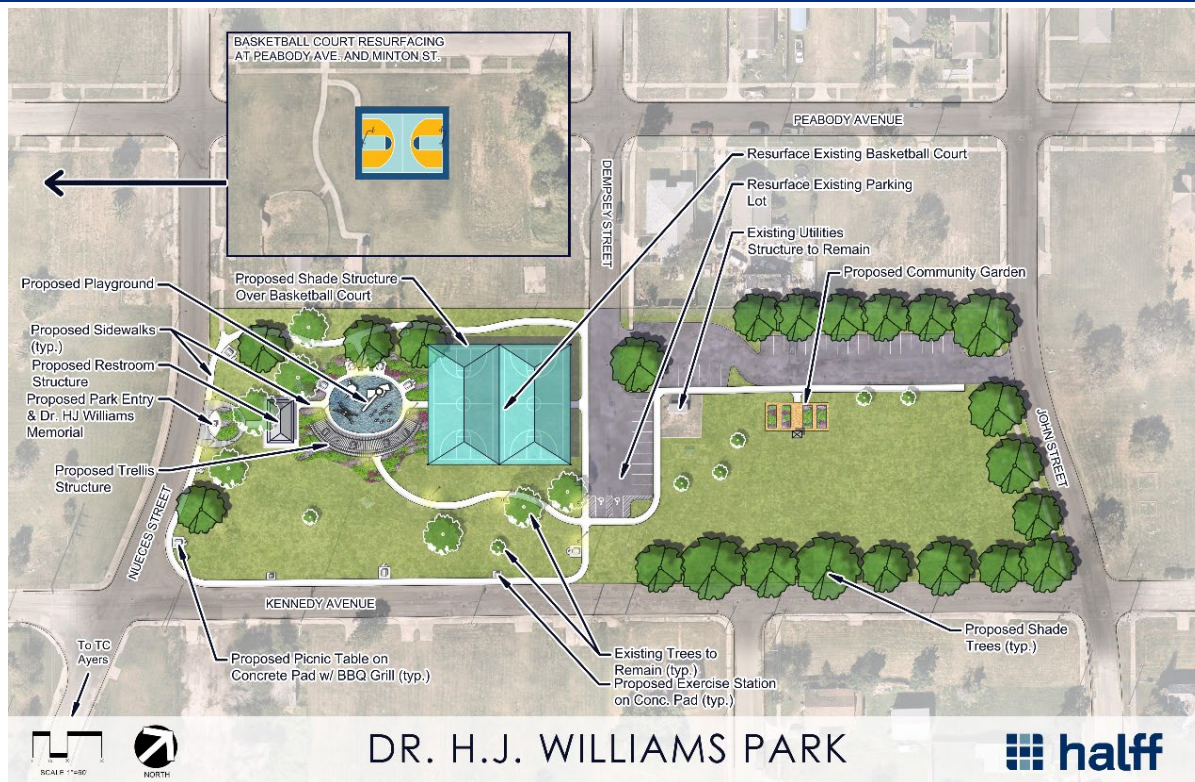 BASKETBALL COURT RESURFACING
AT PEABODY AVE. AND MINTON ST.
PEABODY AVENUE
DEMPSEY STREET
Resurface Existing Basketball Court
Resurface Existing Parking
Lot
Existing Utilities
Structure to Remain
Proposed Community Garden
Proposed Playground
Proposed Shade Structure
Over Basketball Court
Proposed Sidewalks
(typ.)
Proposed Restroom
Structure
Proposed Park Entry
& Dr. HJ Williams
Memorial
Proposed Trellis
Structure
NUECES STREET
JOHN STREET
KENNEDY AVENUE
To TC
Ayers
Proposed Picnic Table on
Concrete Pad w/ BBQ Grill (typ.)
Existing Trees to
Remain (typ.)
Proposed Exercise Station
on Conc. Pad (typ.)
Proposed Shade
Trees (typ.)
SCALE 1"=60'
NORTH
DR. H.J. WILLIAMS PARK
halff